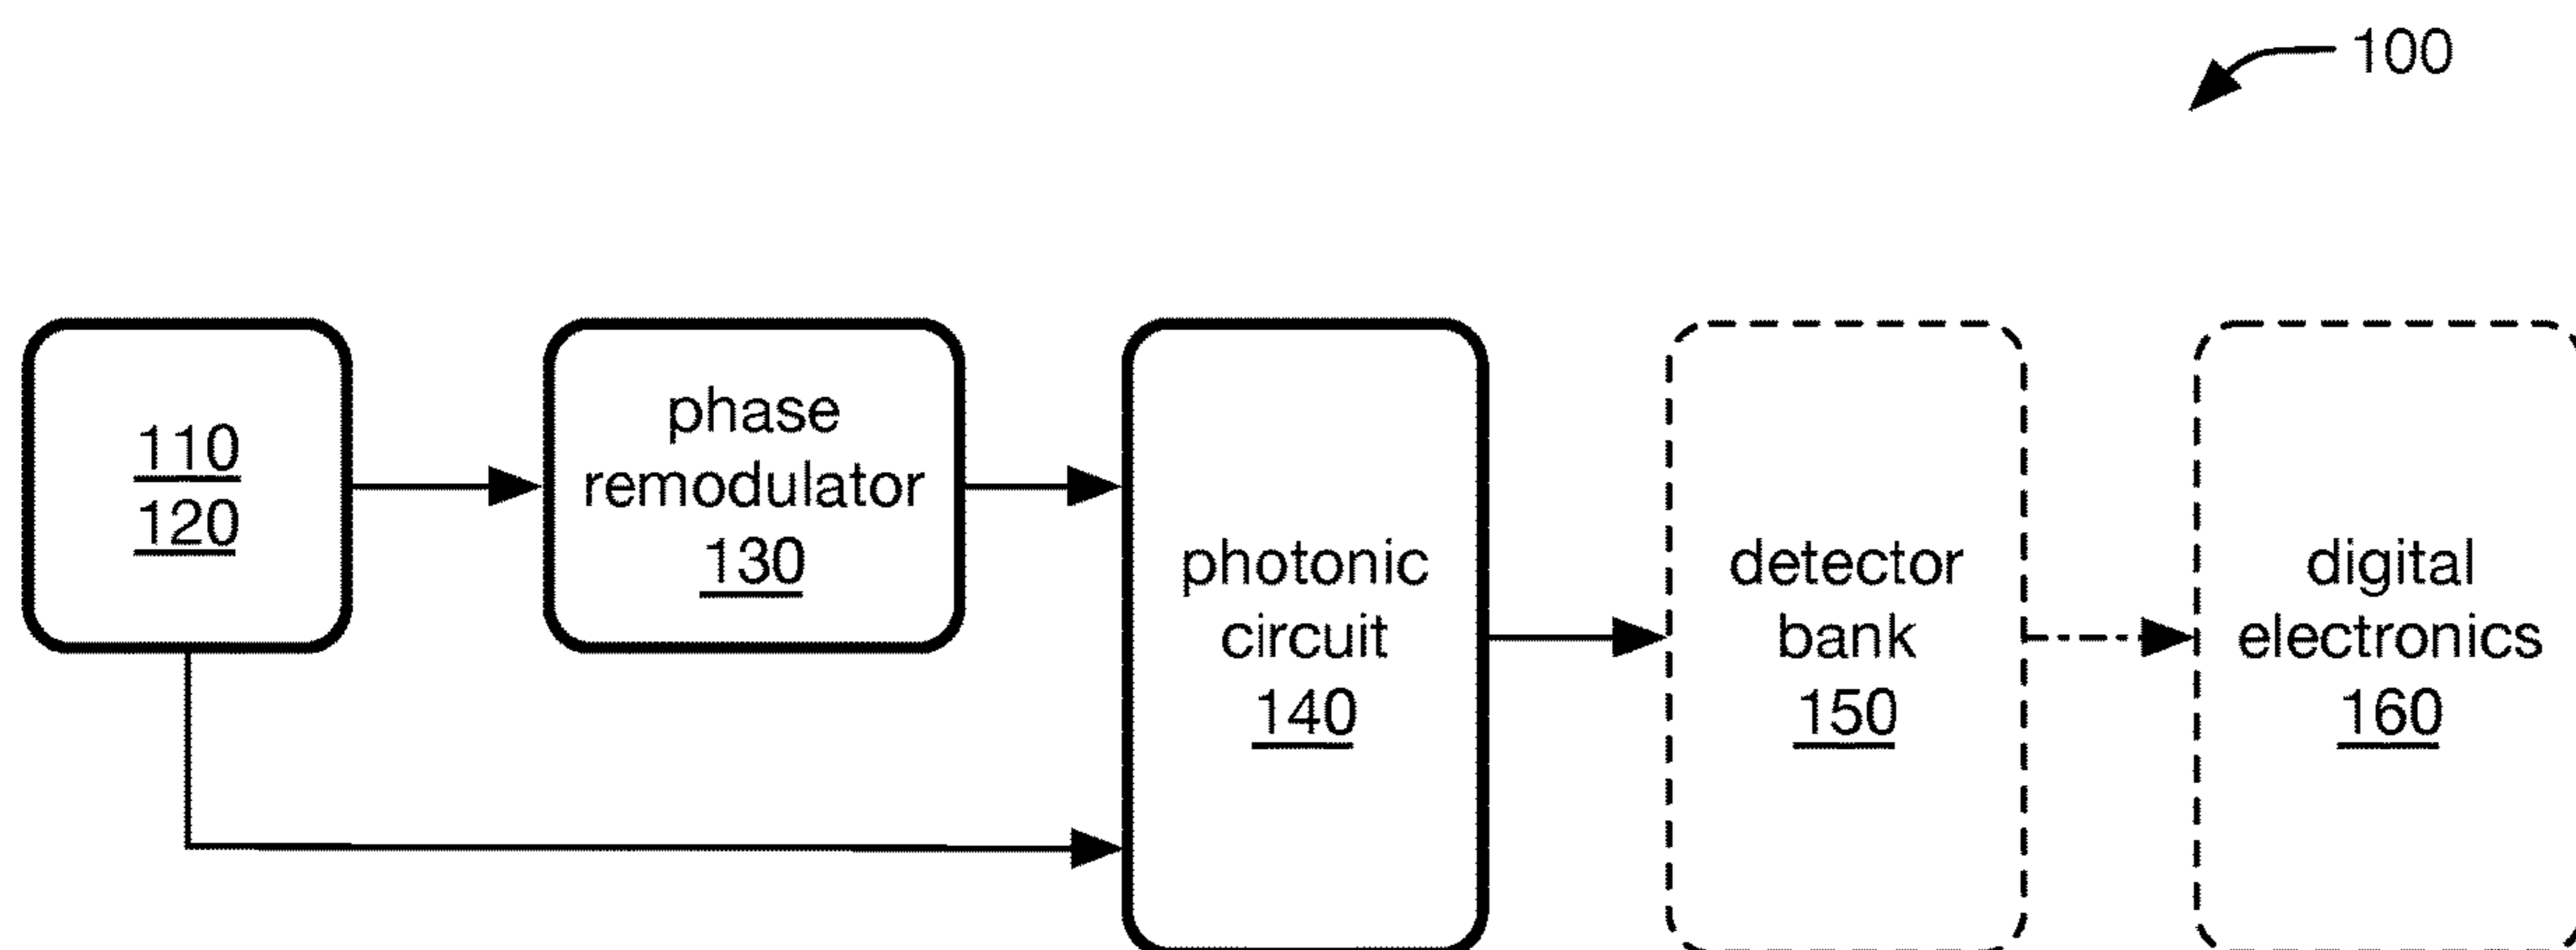 100
110
120
phase
remodulator
130
photonic
circuit
140
detector
bank
150
digital
electronics
160